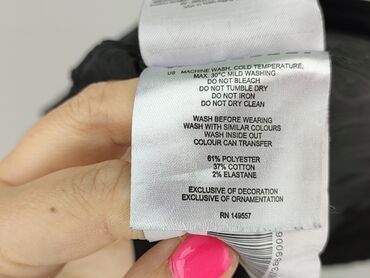 US MACHINE WASH, COLD TEMPERATURE,
MAX. 30°C MILD WASHING
DO NOT BLEACH
DO NOT TUMBLE DRY
DO NOT IRON
DO NOT DRY CLEAN
WASH BEFORE WEARING
WASH WITH SIMILAR COLOURS
WASH INSIDE OUT
COLOUR CAN TRANSFER
61% POLYESTER
37% COTTON
2% ELASTANE
EXCLUSIVE OF DECORATION
EXCLUSIVE OF ORNAMENTATION
RN 149557